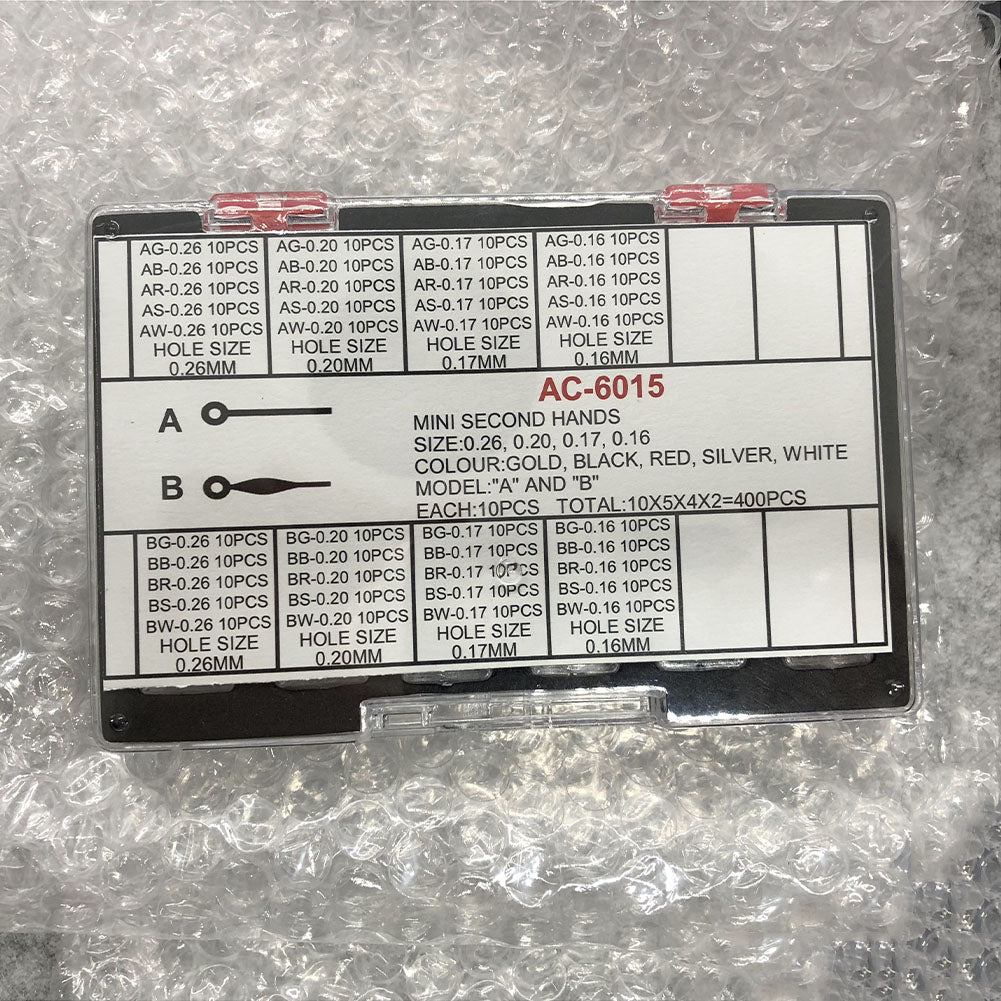 AG-0.26 10PCS
AB-0.26 10PCS
AR-0.26 10PCS
AS-0.26 10PCS
AW-0.26 10PCS
HOLE SIZE
0.26MM
AG-0.20 10PCS
AB-0.20 10PCS
AR-0.20 10PCS
AS-0.20 10PCS
AW-0.20 10PCS
HOLE SIZE
0.20MM
AG-0.17 10PCS
AB-0.17 10PCS
AR-0.17 10PCS
AS-0.17 10PCS
AW-0.17 10PCS
HOLE SIZE
0.17MM
AG-0.16 10PCS
AB-0.16 10PCS
AR-0.16 10PCS
AS-0.16 10PCS
AW-0.16 10PCS
HOLE SIZE
0.16MM
A
B
AC-6015
MINI SECOND HANDS
SIZE:0.26, 0.20, 0.17, 0.16
COLOUR:GOLD, BLACK, RED, SILVER, WHITE
MODEL:"A" AND "B"
EACH:10PCS TOTAL:10X5X4X2=400PCS
BG-0.26 10PCS
BB-0.26 10PCS
BR-0.26 10PCS
BS-0.26 10PCS
BW-0.26 10PCS
HOLE SIZE
0.26MM
BG-0.20 10PCS
BB-0.20 10PCS
BR-0.20 10PCS
BS-0.20 10PCS
BW-0.20 10PCS
HOLE SIZE
0.20MM
BG-0.17 10PCS
BB-0.17 10PCS
BR-0.17 10PCS
BS-0.17 10PCS
BW-0.17 10PCS
HOLE SIZE
0.17MM
BG-0.16 10PCS
BB-0.16 10PCS
BR-0.16 10PCS
BS-0.16 10PCS
BW-0.16 10PCS
HOLE SIZE
0.16MM